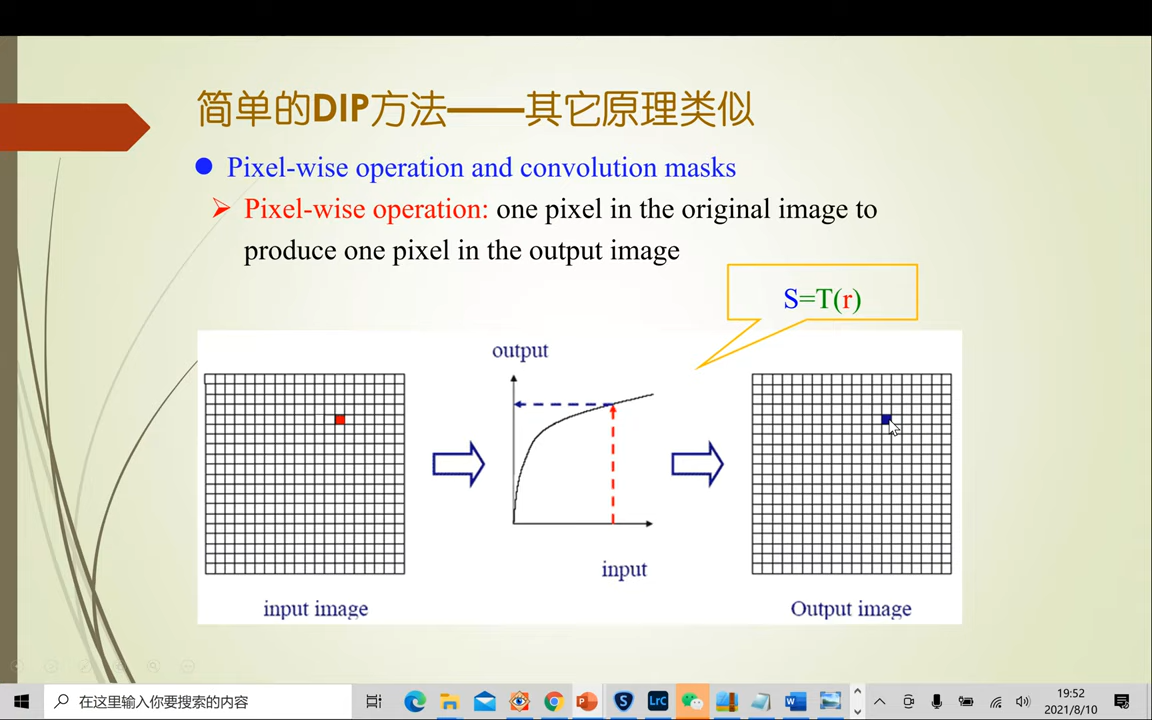 简单的DIP方法——其它原理类似
Pixel-wise operation and convolution masks
Pixel-wise operation: one pixel in the original image to
produce one pixel in the output image
S=T(r)
output
input
input image
Output image
在这里输入你要搜索的内容
S
LrC
W
19:52
2021/8/10